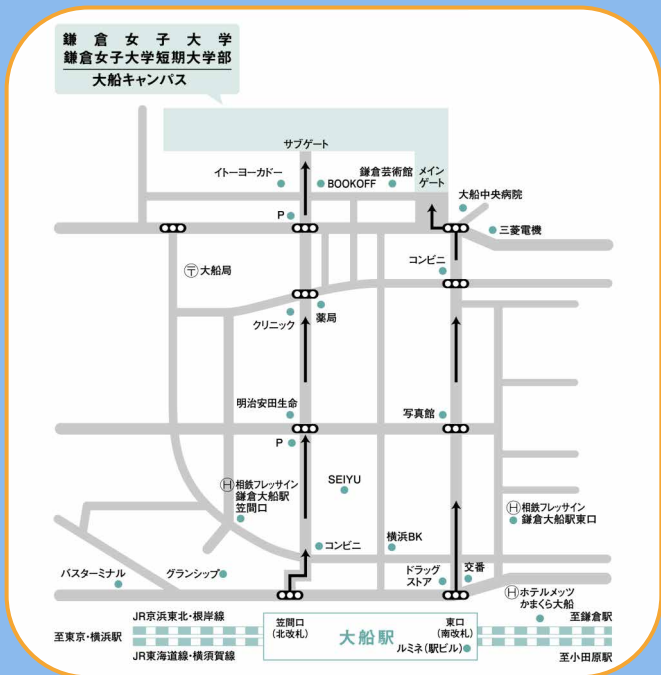 鎌倉女子大学
鎌倉女子大学短期大学部
大船キャンパス
サブゲート
イトーヨーカドー
BOOKOFF
鎌倉芸術館
メイン
ゲート
大船中央病院
P
三菱電機
〒大船局
コンビニ
クリニック
薬局
明治安田生命
写真館
P
SEIYU
H相鉄フレッサイン
鎌倉大船駅
笠間口
H相鉄フレッサイン
鎌倉大船駅東口
コンビニ
横浜BK
バスターミナル
グランシップ
ドラッグ
ストア
交番
Hホテルメッツ
かまくら大船
JR京浜東北・根岸線
至東京・横浜駅
JR東海道線・横須賀線
笠間口
(北改札)
大船駅
東口
(南改札)
ルミネ(駅ビル)
至鎌倉駅
至小田原駅